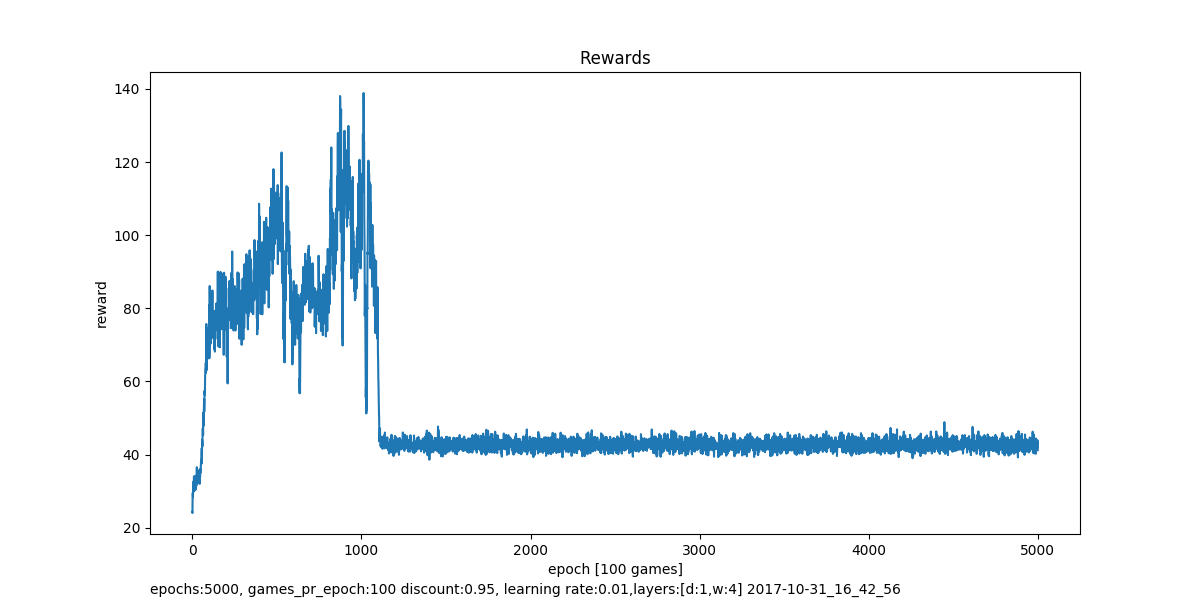 Rewards
140
120
100
80
60
40
20
reward
0 1000 2000 3000 4000 5000
epoch [100 games]
epochs:5000, games_pr_epoch:100 discount:0.95, learning rate:0.01,layers:[d:1,w:4] 2017-10-31_16_42_56